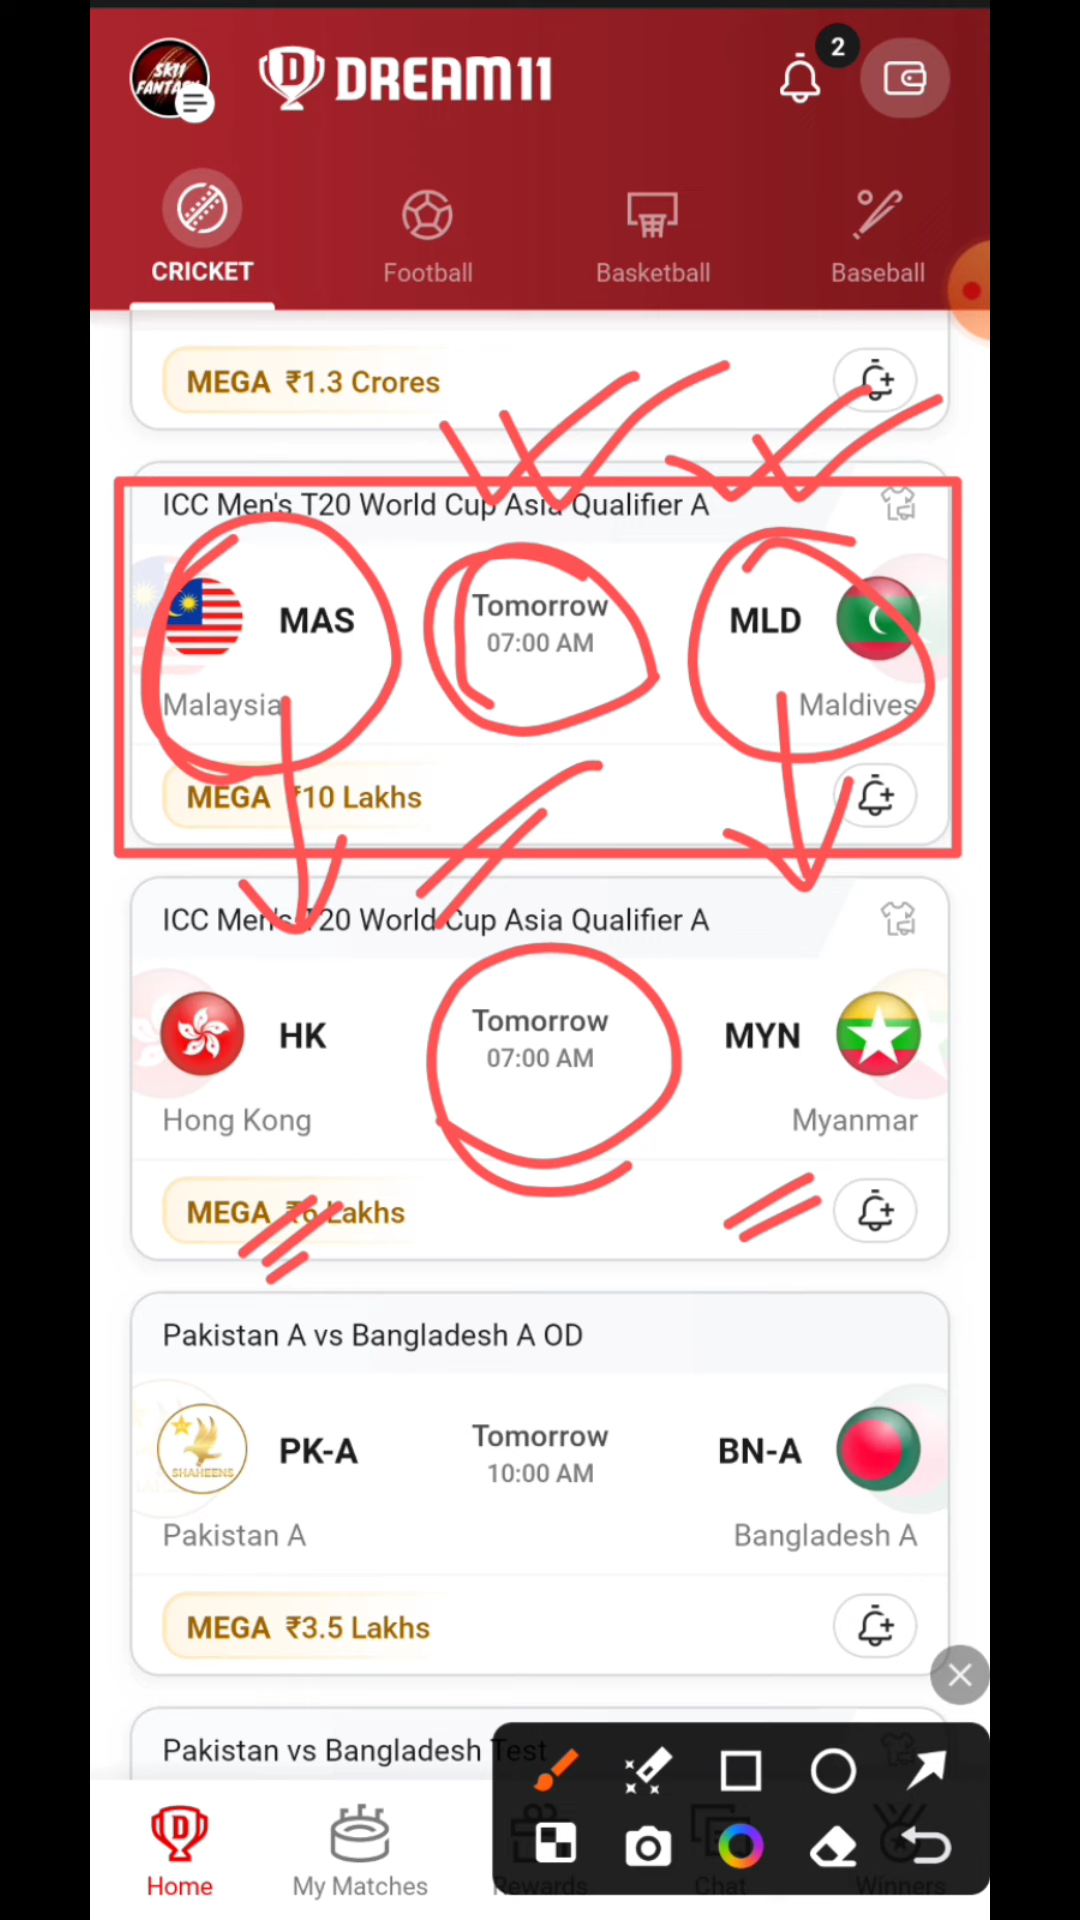 SK11
FANTASY
DREAM11
2
CRICKET
Football
Basketball
Baseball
MEGA ₹1.3 Crores
ICC Men's T20 World Cup Asia Qualifier A
MAS
Tomorrow
07:00 AM
MLD
Malaysia
Maldives
MEGA ₹10 Lakhs
ICC Men's T20 World Cup Asia Qualifier A
HK
Tomorrow
07:00 AM
MYN
Hong Kong
Myanmar
MEGA ₹6 Lakhs
Pakistan A vs Bangladesh A OD
SHAHEENS
PK-A
Tomorrow
10:00 AM
BN-A
Pakistan A
Bangladesh A
MEGA ₹3.5 Lakhs
Pakistan vs Bangladesh Test
Home
My Matches
Rewards
Chat
Winners